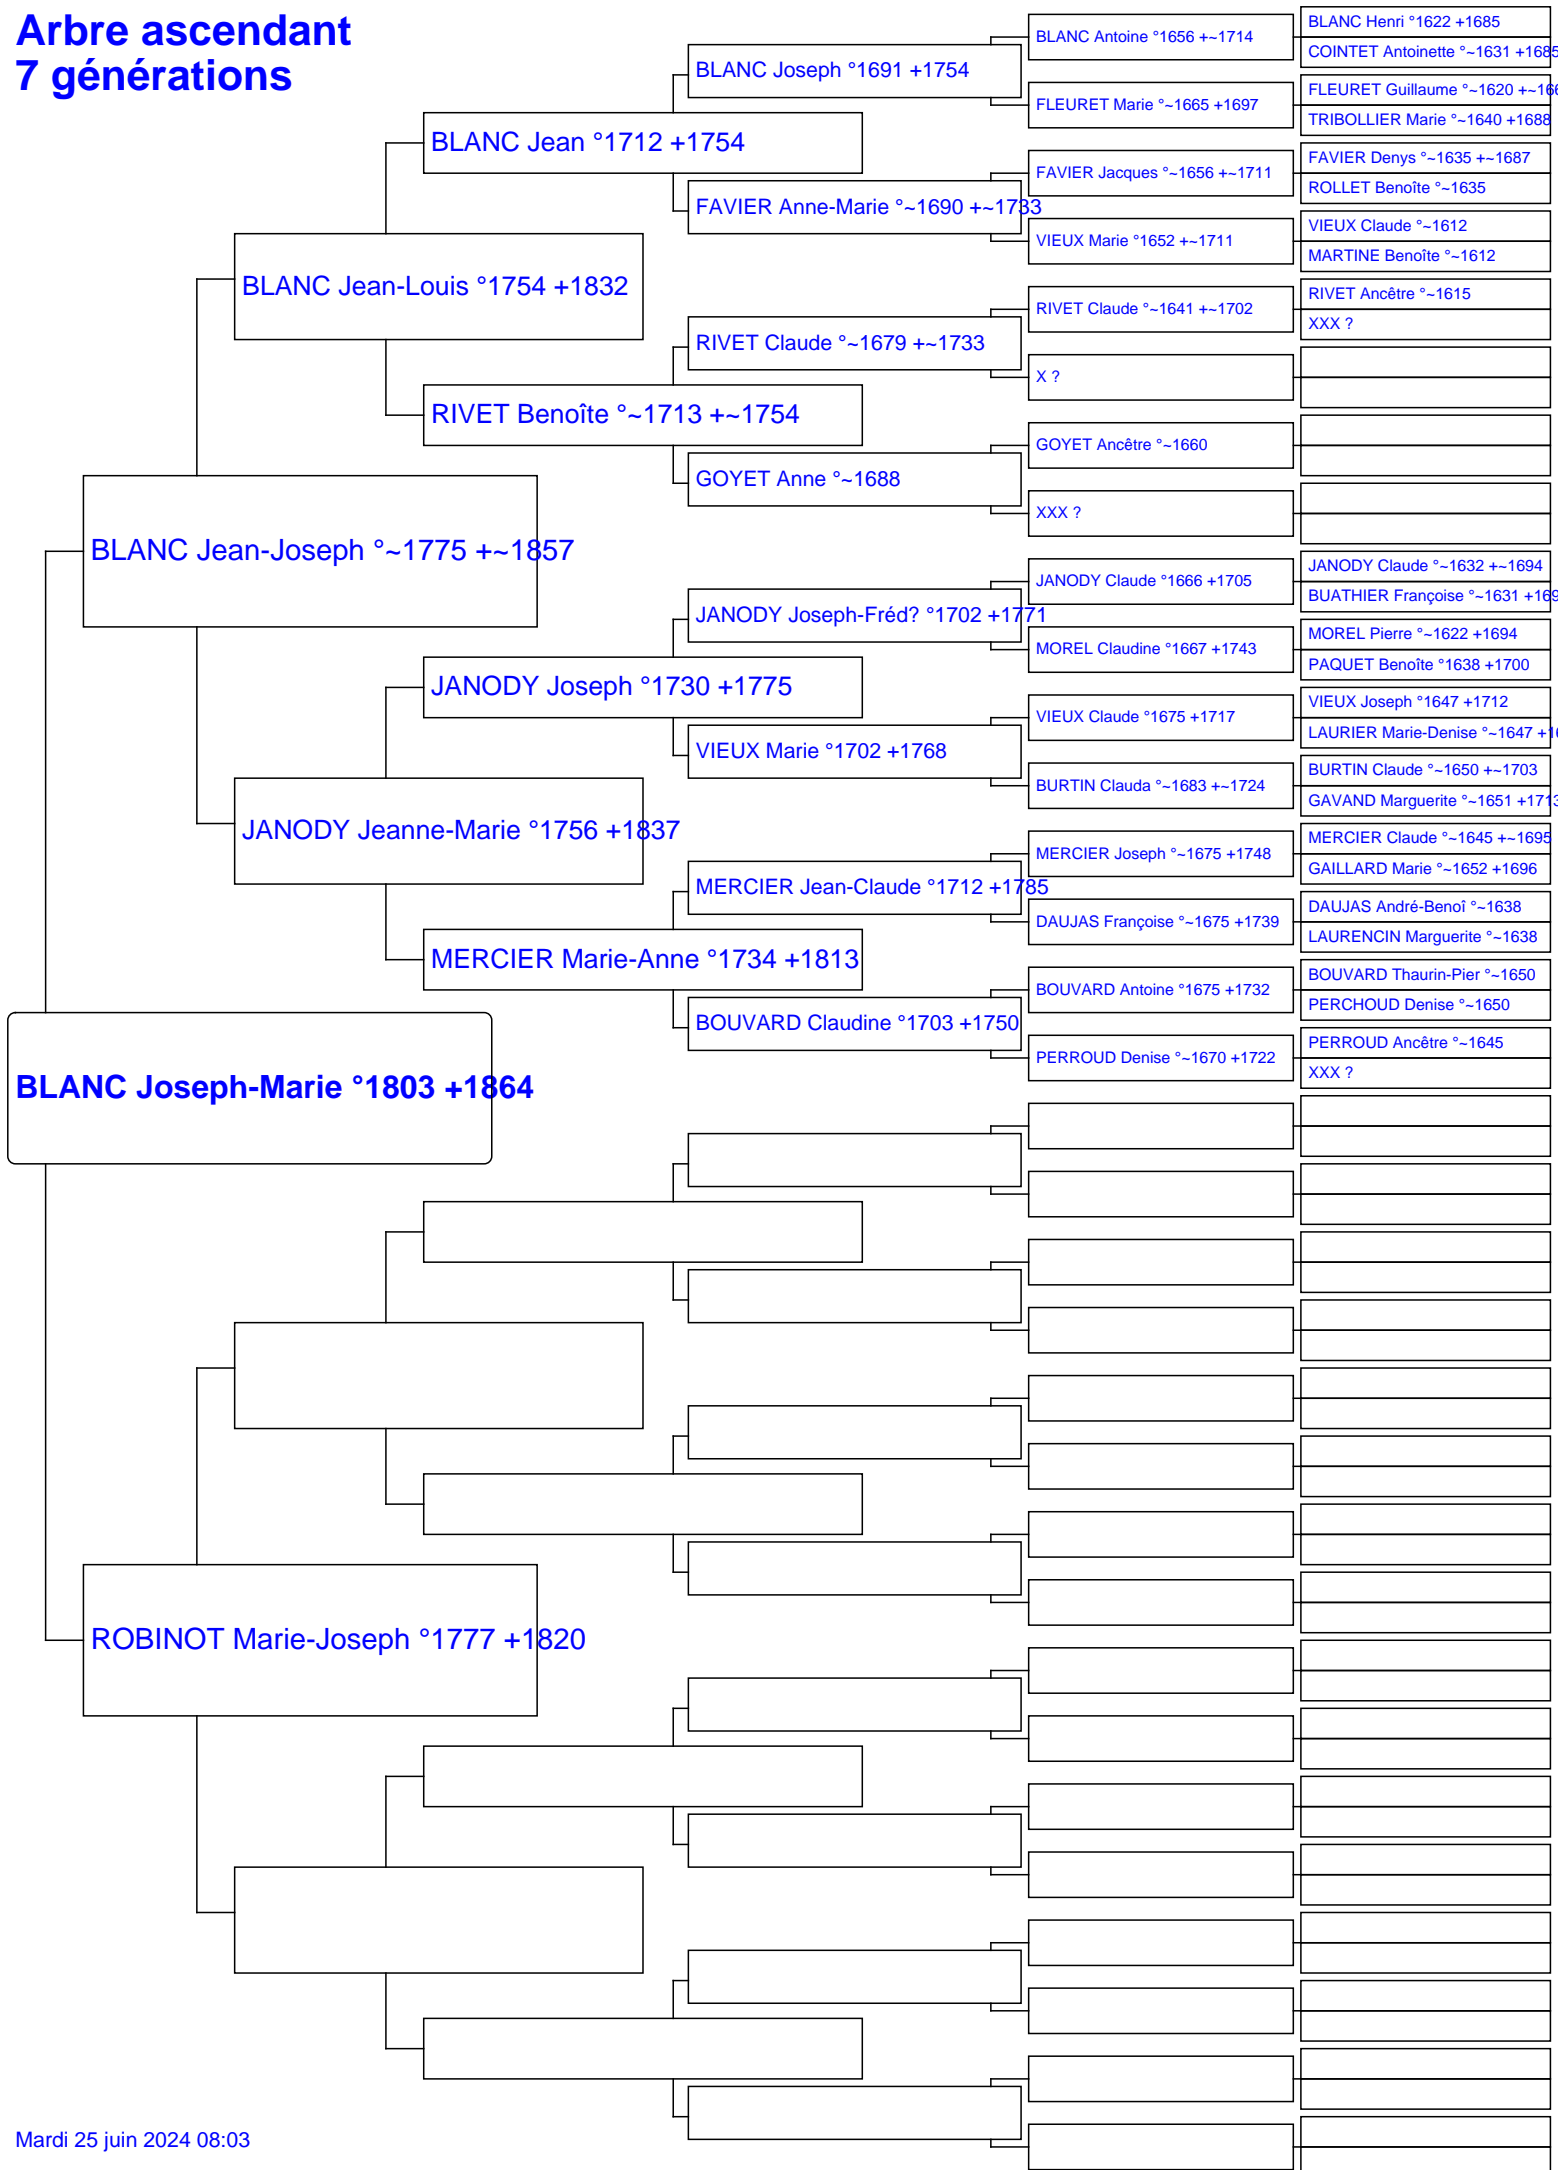 Arbre ascendant
7 générations
BLANC Joseph-Marie °1803 +1864
BLANC Jean-Joseph °~1775 +~1857
ROBINOT Marie-Joseph °1777 +1820
BLANC Jean-Louis °1754 +1832
JANODY Jeanne-Marie °1756 +1837
BLANC Jean °1712 +1754
RIVET Benoîte °~1713 +~1754
JANODY Joseph °1730 +1775
MERCIER Marie-Anne °1734 +1813
BLANC Joseph °1691 +1754
FAVIER Anne-Marie °~1690 +~1733
RIVET Claude °~1679 +~1733
GOYET Anne °~1688
JANODY Joseph-Fréd? °1702 +1771
VIEUX Marie °1702 +1768
MERCIER Jean-Claude °1712 +1785
BOUVARD Claudine °1703 +1750
BLANC Antoine °1656 +~1714
FLEURET Marie °~1665 +1697
FAVIER Jacques °~1656 +~1711
VIEUX Marie °1652 +~1711
RIVET Claude °~1641 +~1702
X ?
GOYET Ancêtre °~1660
XXX ?
JANODY Claude °1666 +1705
MOREL Claudine °1667 +1743
VIEUX Claude °1675 +1717
BURTIN Clauda °~1683 +~1724
MERCIER Joseph °~1675 +1748
DAUJAS Françoise °~1675 +1739
BOUVARD Antoine °1675 +1732
PERROUD Denise °~1670 +1722
BLANC Henri °1622 +1685
COINTET Antoinette °~1631 +1685
FLEURET Guillaume °~1620 +~166
TRIBOLLIER Marie °~1640 +1688
FAVIER Denys °~1635 +~1687
ROLLET Benoîte °~1635
VIEUX Claude °~1612
MARTINE Benoîte °~1612
RIVET Ancêtre °~1615
XXX ?
JANODY Claude °~1632 +~1694
BUATHIER Françoise °~1631 +169
MOREL Pierre °~1622 +1694
PAQUET Benoîte °1638 +1700
VIEUX Joseph °1647 +1712
LAURIER Marie-Denise °~1647 +16
BURTIN Claude °~1650 +~1703
GAVAND Marguerite °~1651 +1713
MERCIER Claude °~1645 +~1695
GAILLARD Marie °~1652 +1696
DAUJAS André-Benoî °~1638
LAURENCIN Marguerite °~1638
BOUVARD Thaurin-Pier °~1650
PERCHOUD Denise °~1650
PERROUD Ancêtre °~1645
XXX ?
Mardi 25 juin 2024 08:03